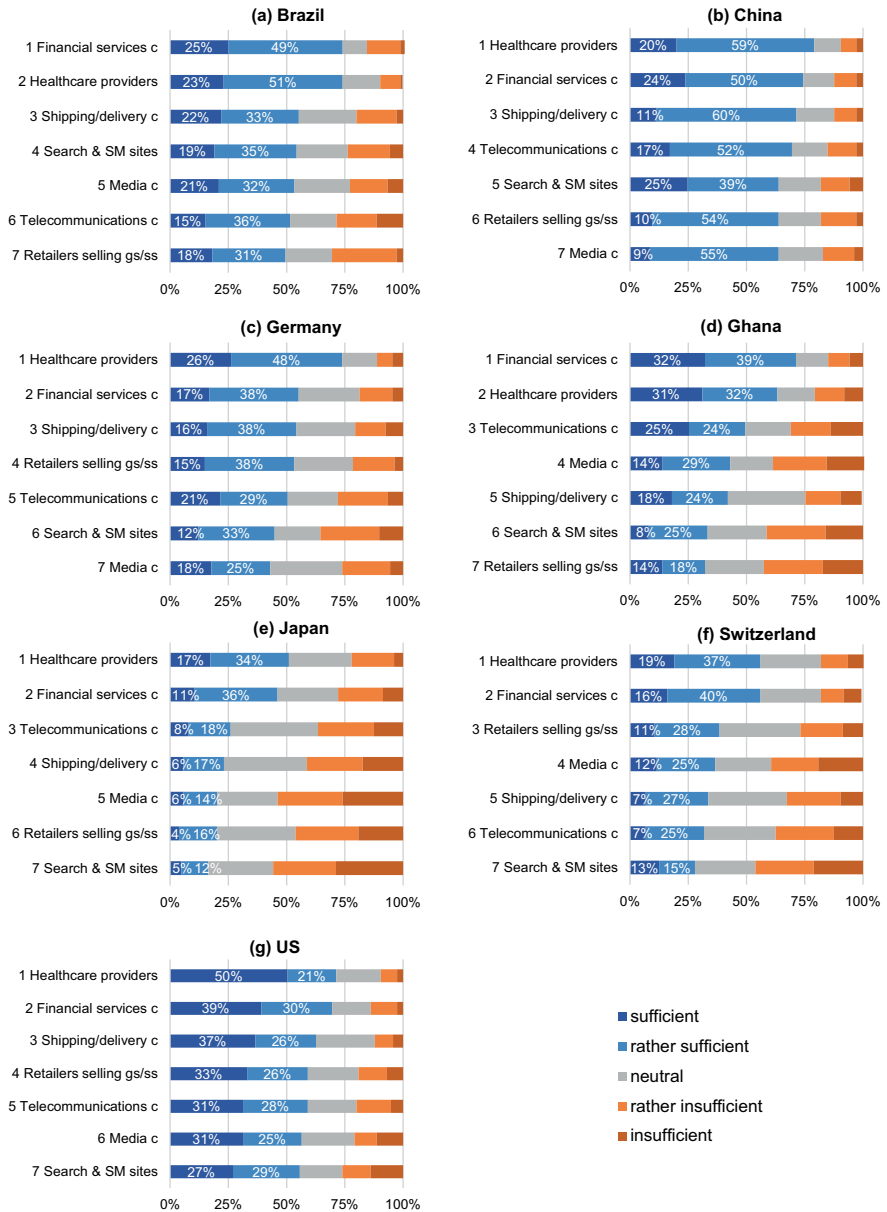 (a) Brazil
1 Financial services c 25% 49%
2 Healthcare providers 23% 51%
3 Shipping/delivery c 22% 33%
4 Search & SM sites 19% 35%
5 Media c 21% 32%
6 Telecommunications c 15% 36%
7 Retailers selling gs/ss 18% 31%
0% 25% 50% 75% 100%
(b) China
1 Healthcare providers 20% 59%
2 Financial services c 24% 50%
3 Shipping/delivery c 11% 60%
4 Telecommunications c 17% 52%
5 Search & SM sites 25% 39%
6 Retailers selling gs/ss 10% 54%
7 Media c 9% 55%
0% 25% 50% 75% 100%
(c) Germany
1 Healthcare providers 26% 48%
2 Financial services c 17% 38%
3 Shipping/delivery c 16% 38%
4 Retailers selling gs/ss 15% 38%
5 Telecommunications c 21% 29%
6 Search & SM sites 12% 33%
7 Media c 18% 25%
0% 25% 50% 75% 100%
(d) Ghana
1 Financial services c 32% 39%
2 Healthcare providers 31% 32%
3 Telecommunications c 25% 24%
4 Media c 14% 29%
5 Shipping/delivery c 18% 24%
6 Search & SM sites 8% 25%
7 Retailers selling gs/ss 14% 18%
0% 25% 50% 75% 100%
(e) Japan
1 Healthcare providers 17% 34%
2 Financial services c 11% 36%
3 Telecommunications c 8% 18%
4 Shipping/delivery c 6% 17%
5 Media c 6% 14%
6 Retailers selling gs/ss 4% 16%
7 Search & SM sites 5% 12%
0% 25% 50% 75% 100%
(f) Switzerland
1 Healthcare providers 19% 37%
2 Financial services c 16% 40%
3 Retailers selling gs/ss 11% 28%
4 Media c 12% 25%
5 Shipping/delivery c 7% 27%
6 Telecommunications c 7% 25%
7 Search & SM sites 13% 15%
0% 25% 50% 75% 100%
(g) US
1 Healthcare providers 50% 21%
2 Financial services c 39% 30%
3 Shipping/delivery c 37% 26%
4 Retailers selling gs/ss 33% 26%
5 Telecommunications c 31% 28%
6 Media c 31% 25%
7 Search & SM sites 27% 29%
0% 25% 50% 75% 100%
sufficient
rather sufficient
neutral
rather insufficient
insufficient